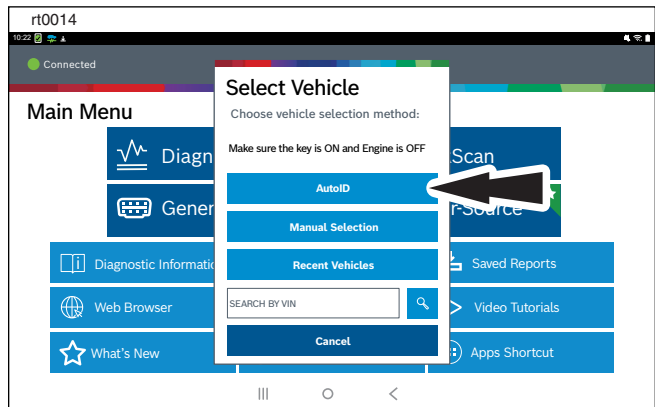 rt0014
10:22
Connected
Select Vehicle
Choose vehicle selection method:
Main Menu
Make sure the key is ON and Engine is OFF
Diagn
Scan
AutoID
Gener
r-Source
Manual Selection
Diagnostic Informatic
Recent Vehicles
Saved Reports
Web Browser
SEARCH BY VIN
Video Tutorials
What's New
Cancel
Apps Shortcut